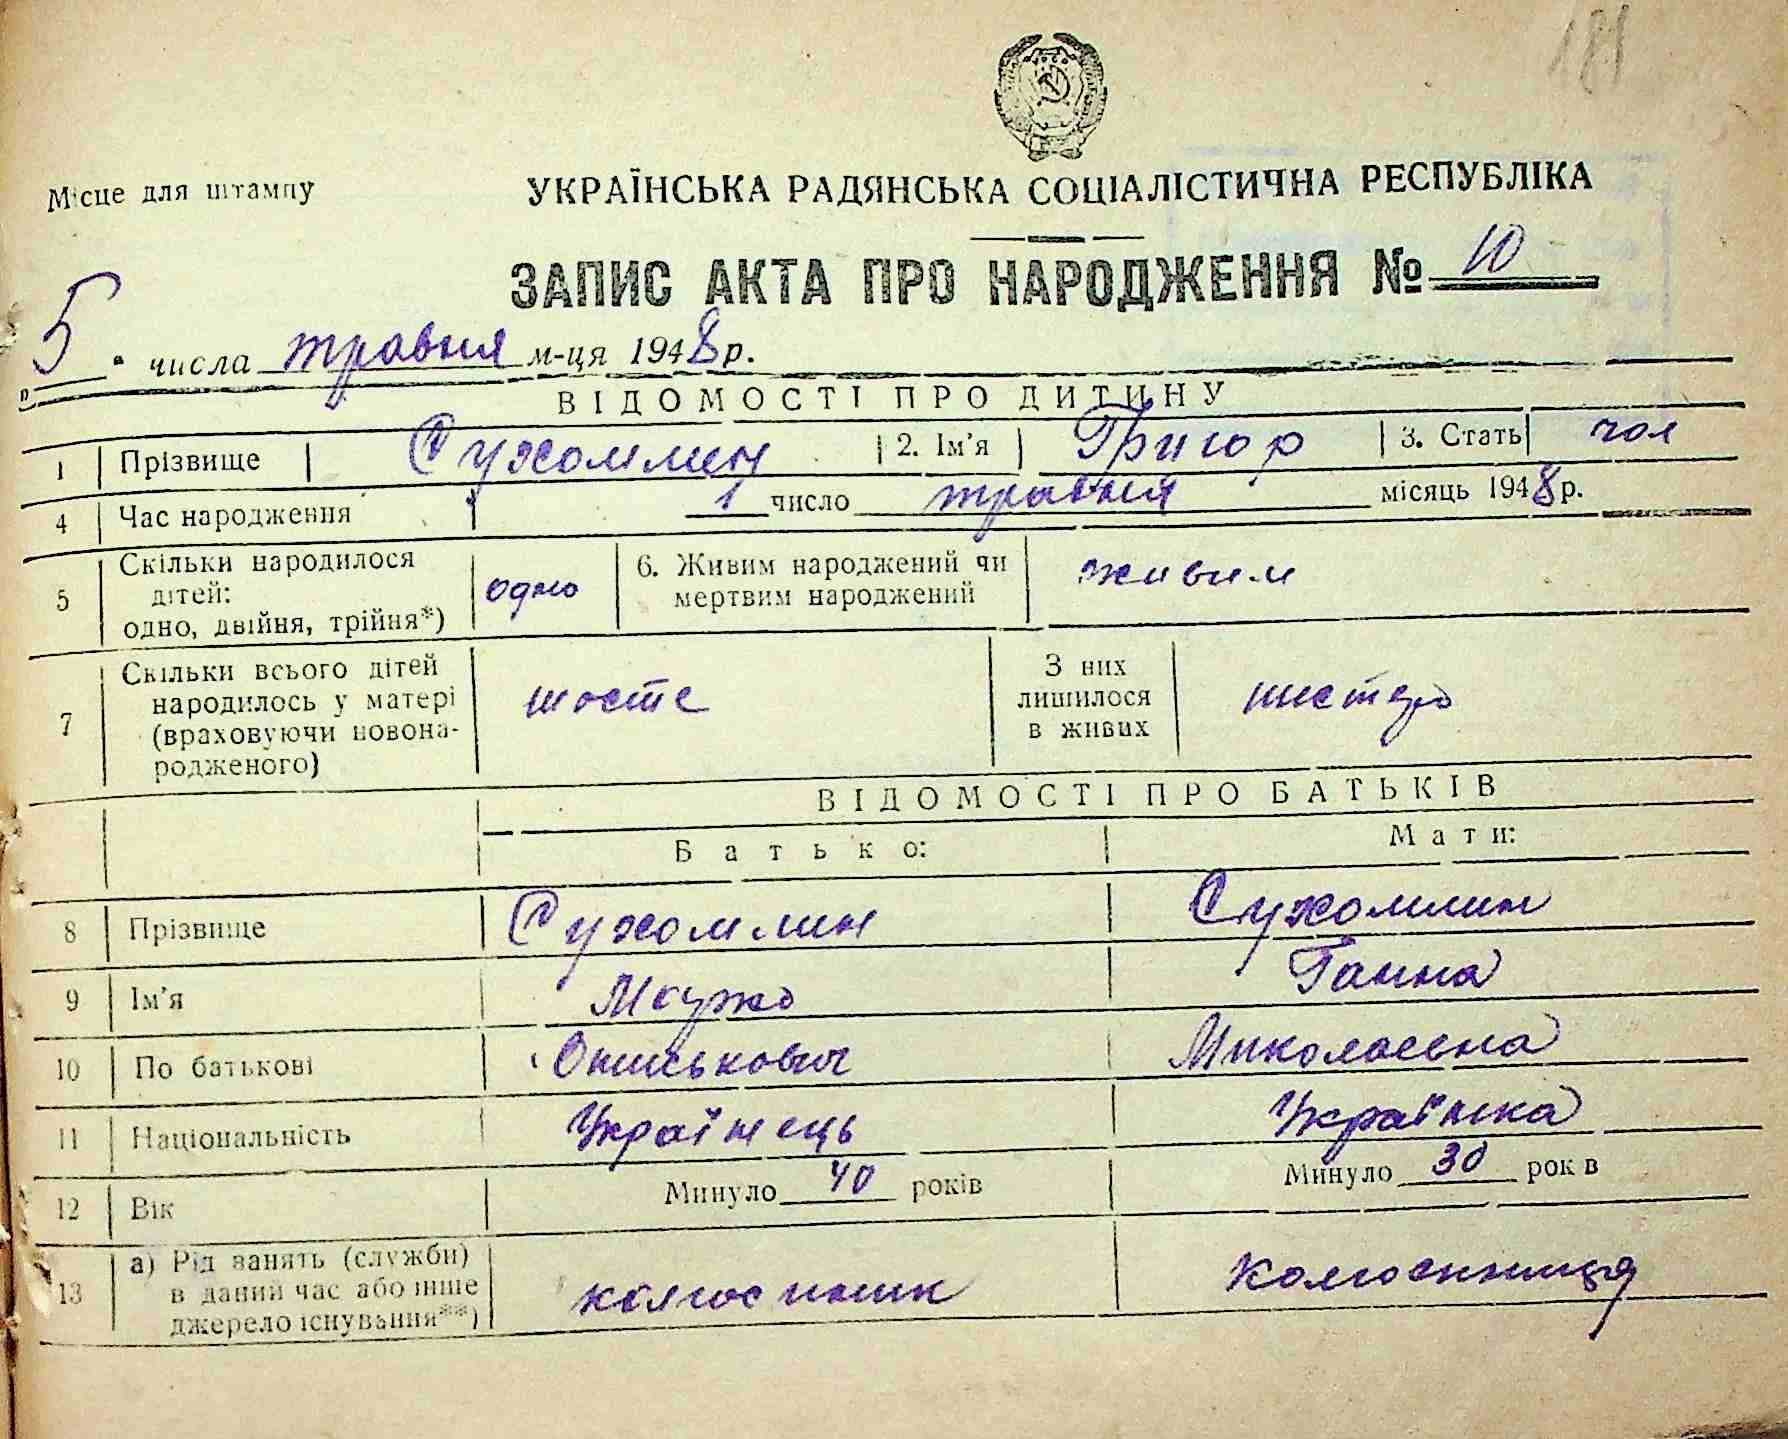 181
Місце для штампу
УКРАЇНСЬКА РАДЯНСЬКА СОЦІАЛІСТИЧНА РЕСПУБЛІКА
ЗАПИС АКТА ПРО НАРОДЖЕННЯ № 10
5 числа травня м-ця 1948 р.
ВІДОМОСТІ ПРО ДИТИНУ
1 Прізвище Сухомлин 2. Ім'я Григор 3. Стать чол
4 Час народження 1 число травня місяць 1948 р.
5 Скільки народилося дітей: одно, двійня, трійня*) одно 6. Живим народжений чи мертвим народжений живим
7 Скільки всього дітей народилось у матері (враховуючи новонародженого) шосте З них лишилося в живих шестеро
ВІДОМОСТІ ПРО БАТЬКІВ
Батько: Мати:
8 Прізвище Сухомлин Сухомлин
9 Ім'я Ганна
10 По батькові Миколаевна
11 Національність Українець Українка
12 Вік Минуло 40 років Минуло 30 рок в
13 а) Рід занять (служби) в даний час або інше джерело існування**) колгоспник колгоспниця